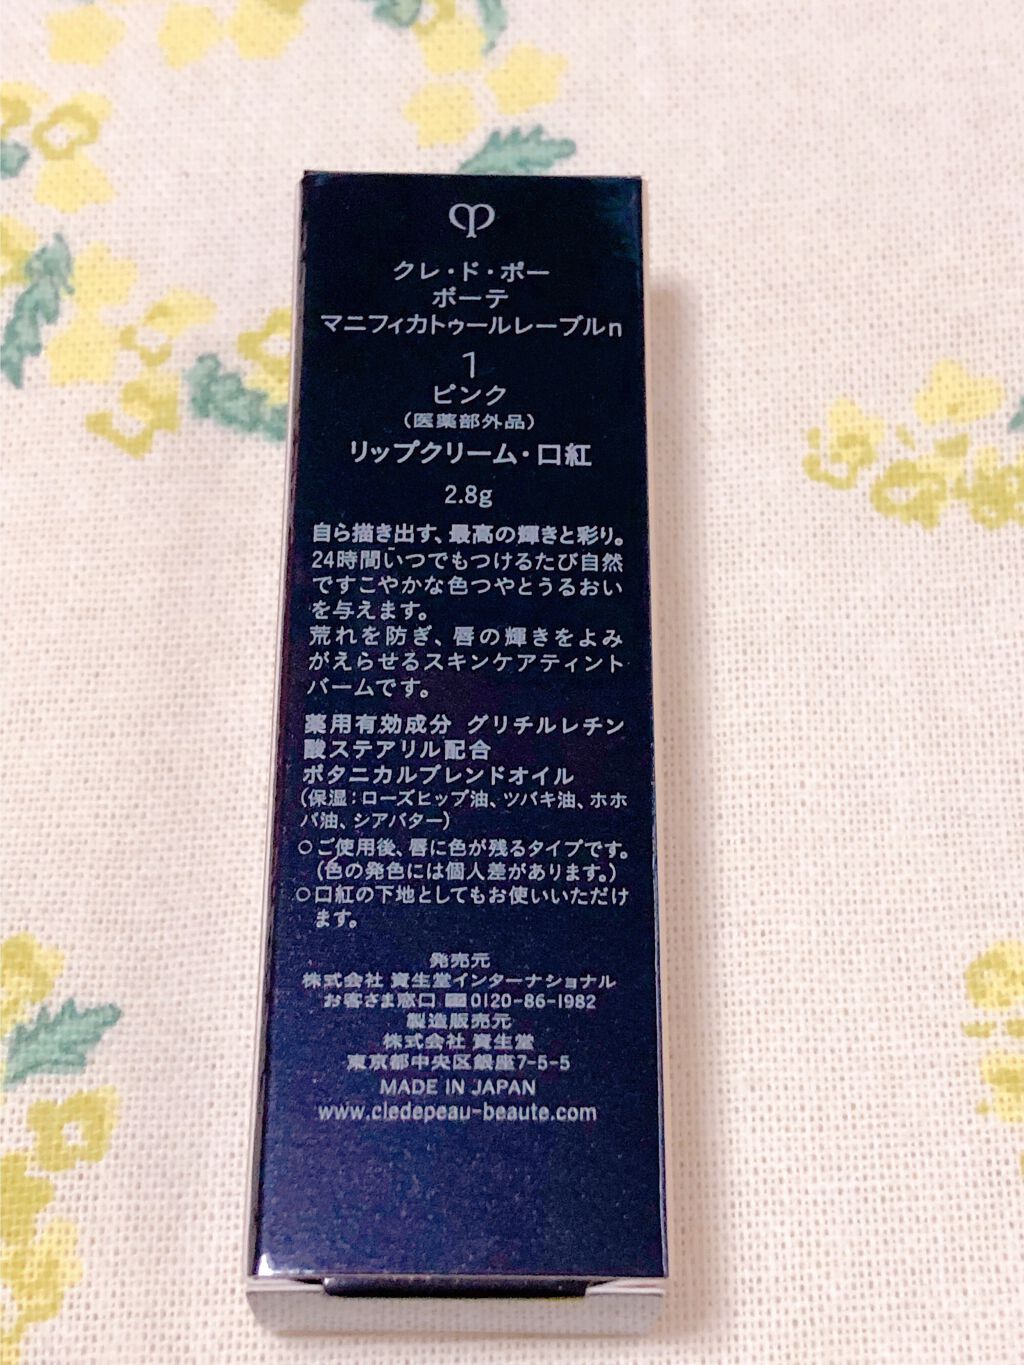 クレ・ド・ポー
ボーテ
マニフィカトゥールレーブルn
1
ピンク
(医薬部外品)
リップクリーム・口紅
2.8g
自ら描き出す、最高の輝きと彩り。
24時間いつでもつけるたび自然
ですこやかな色つやとうるおい
を与えます。
荒れを防ぎ、唇の輝きをよみ
がえらせるスキンケアティント
バームです。
薬用有効成分 グリチルレチン
酸ステアリル配合
ボタニカルブレンドオイル
(保湿:ローズヒップ油、ツバキ油、ホホ
バ油、シアバター)
○ご使用後、唇に色が残るタイプです。
(色の発色には個人差があります。)
○口紅の下地としてもお使いいただけ
ます。
発売元
株式会社 資生堂インターナショナル
お客さま窓口 0120-86-1982
製造販売元
株式会社 資生堂
東京都中央区銀座7-5-5
MADE IN JAPAN
www.cledepeau-beaute.com